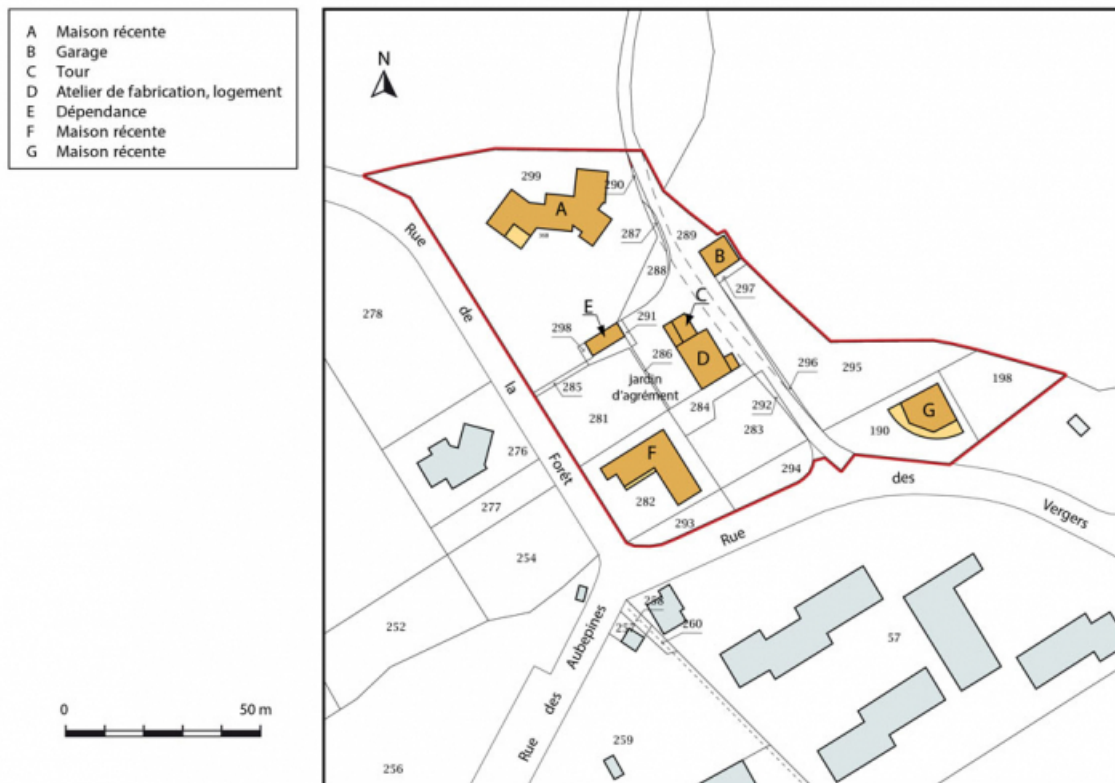 A Maison récente
B Garage
C Tour
D Atelier de fabrication, logement
E Dépendance
F Maison récente
G Maison récente
N
299
290
A
287
289
B
Rue
288
297
278
de
E
C
298
291
286
D
296
295
la
285
Jardin
d'agrément
292
198
281
284
G
190
283
276
F
Forêt
294
282
des
277
293
Rue
Vergers
254
258
252
257
260
57
Aubepines
des
Rue
0 50 m
259
256